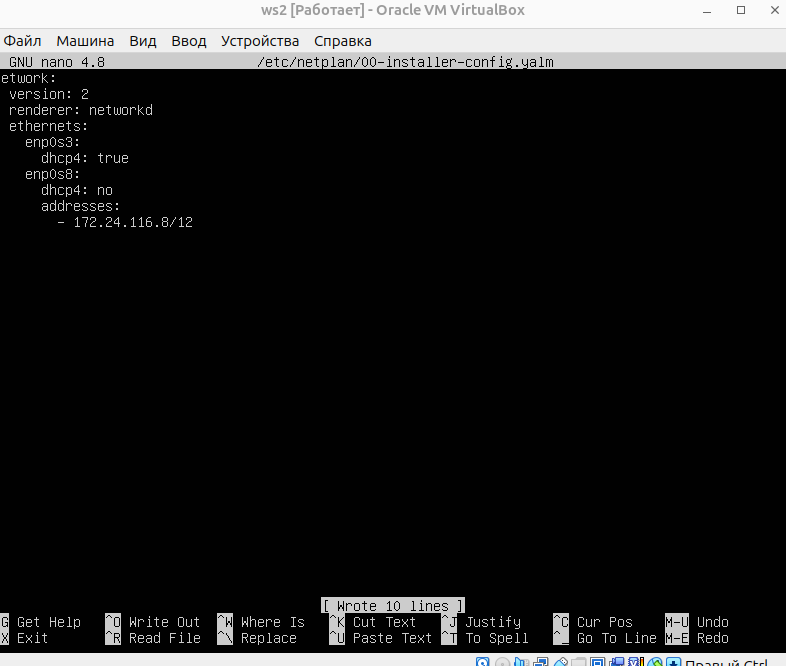 ws2 [Работает] - Oracle VM VirtualBox
Файл Машина Вид Ввод Устройства Справка
GNU nano 4.8 /etc/netplan/00-installer-config.yalm
etwork:
version: 2
renderer: networkd
ethernets:
enp0s3:
dhcp4: true
enp0s8:
dhcp4: no
addresses:
- 172.24.116.8/12
[ Wrote 10 lines ]
G Get Help ^O Write Out ^W Where Is ^K Cut Text ^J Justify ^C Cur Pos M-U Undo
X Exit ^R Read File ^\ Replace ^U Paste Text ^T To Spell ^_ Go To Line M-E Redo
Правый Ctrl